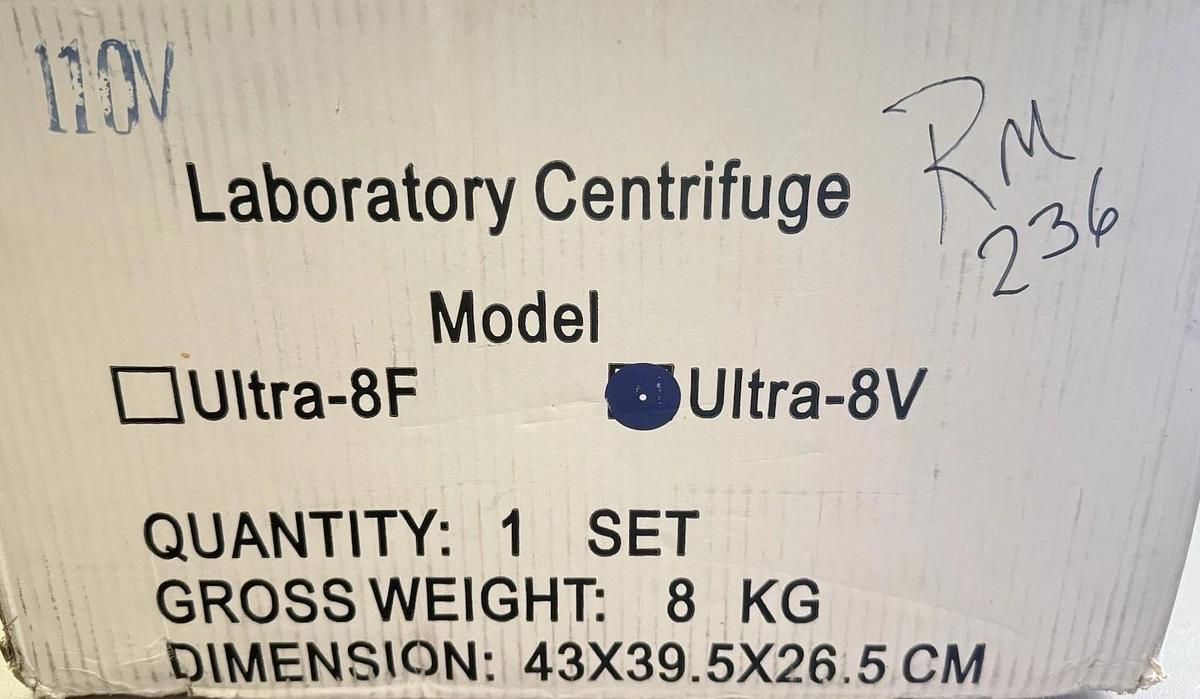 110V
RM
236
Laboratory Centrifuge
Model
Ultra-8F Ultra-8V
QUANTITY: 1 SET
GROSS WEIGHT: 8 KG
DIMENSION: 43X39.5X26.5 CM